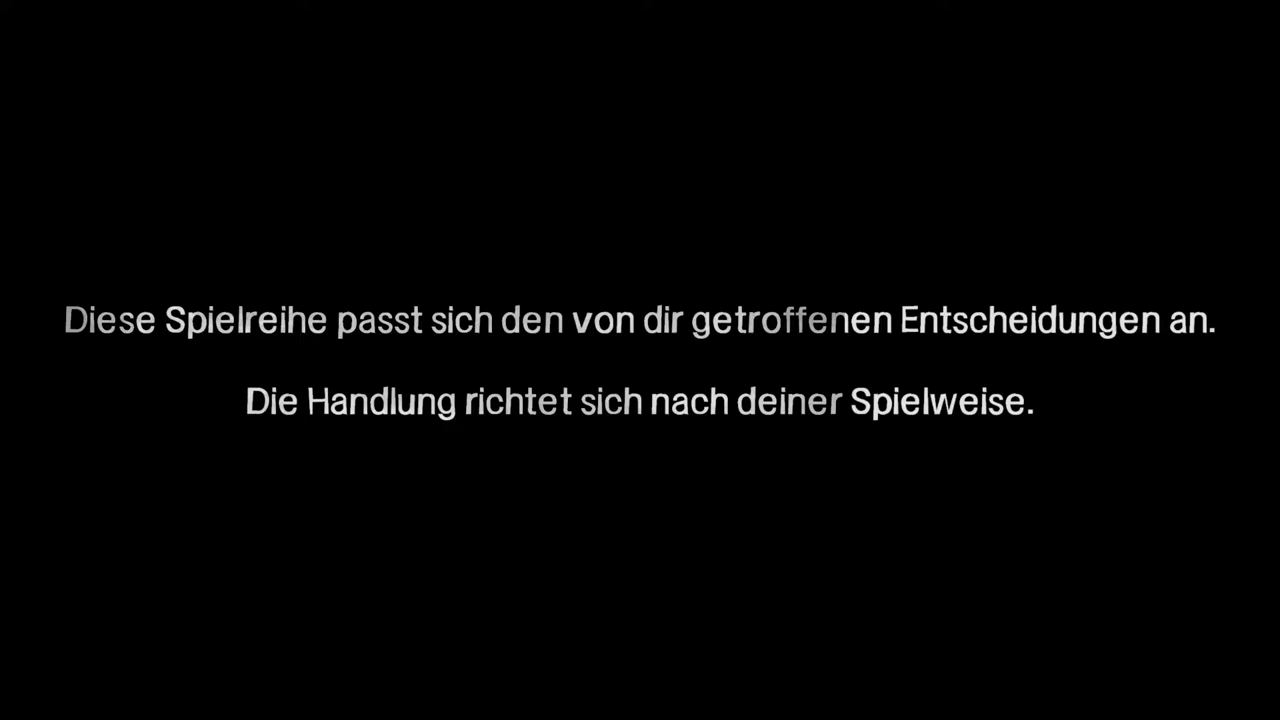 Diese Spielreihe passt sich den von dir getroffenen Entscheidungen an.
Die Handlung richtet sich nach deiner Spielweise.